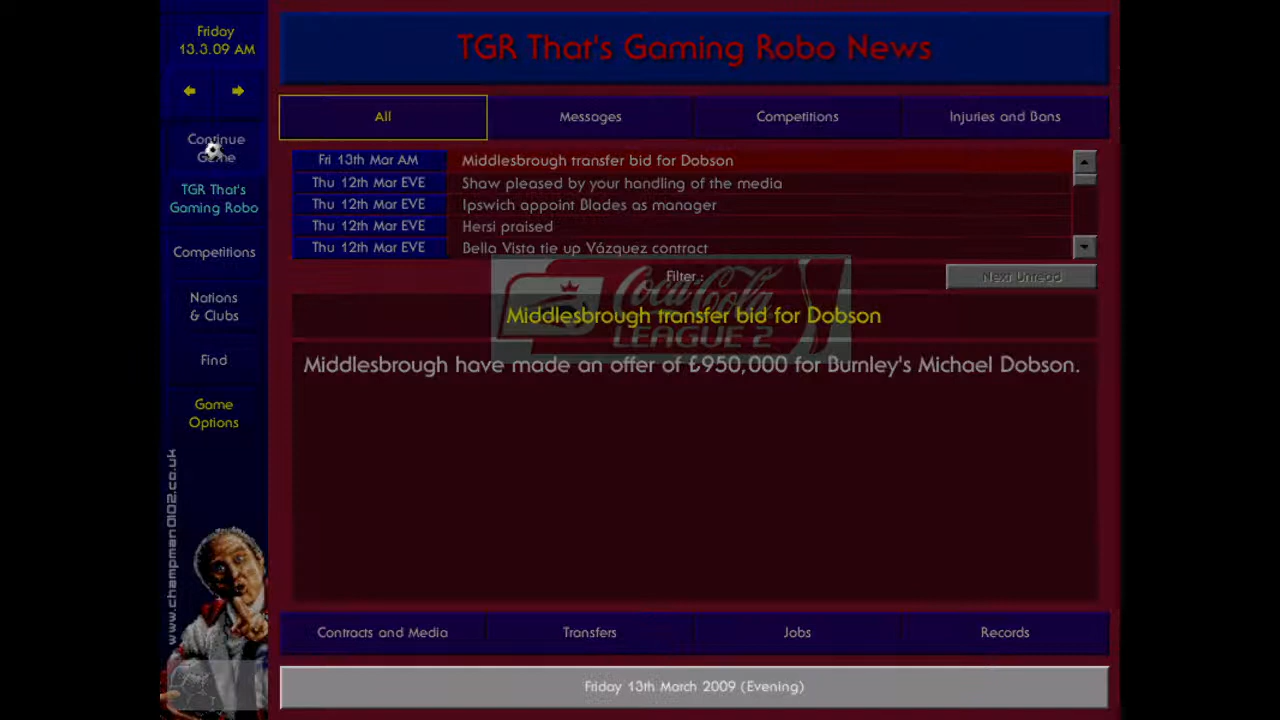 Friday
13.3.09 AM
TGR That's Gaming Robo News
All
Messages
Competitions
Injuries and Bans
Continue
Game
Fri 13th Mar AM Middlesbrough transfer bid for Dobson
Thu 12th Mar EVE Shaw pleased by your handling of the media
Thu 12th Mar EVE Ipswich appoint Blades as manager
Thu 12th Mar EVE Hersi praised
Thu 12th Mar EVE Bella Vista tie up Vázquez contract
TGR That's
Gaming Robo
Competitions
Nations
& Clubs
Find
Game
Options
Filter :
Next Unread
Coca-Cola
LEAGUE 2
Middlesbrough transfer bid for Dobson
Middlesbrough have made an offer of £950,000 for Burnley's Michael Dobson.
www.champman0102.co.uk
Contracts and Media
Transfers
Jobs
Records
Friday 13th March 2009 (Evening)